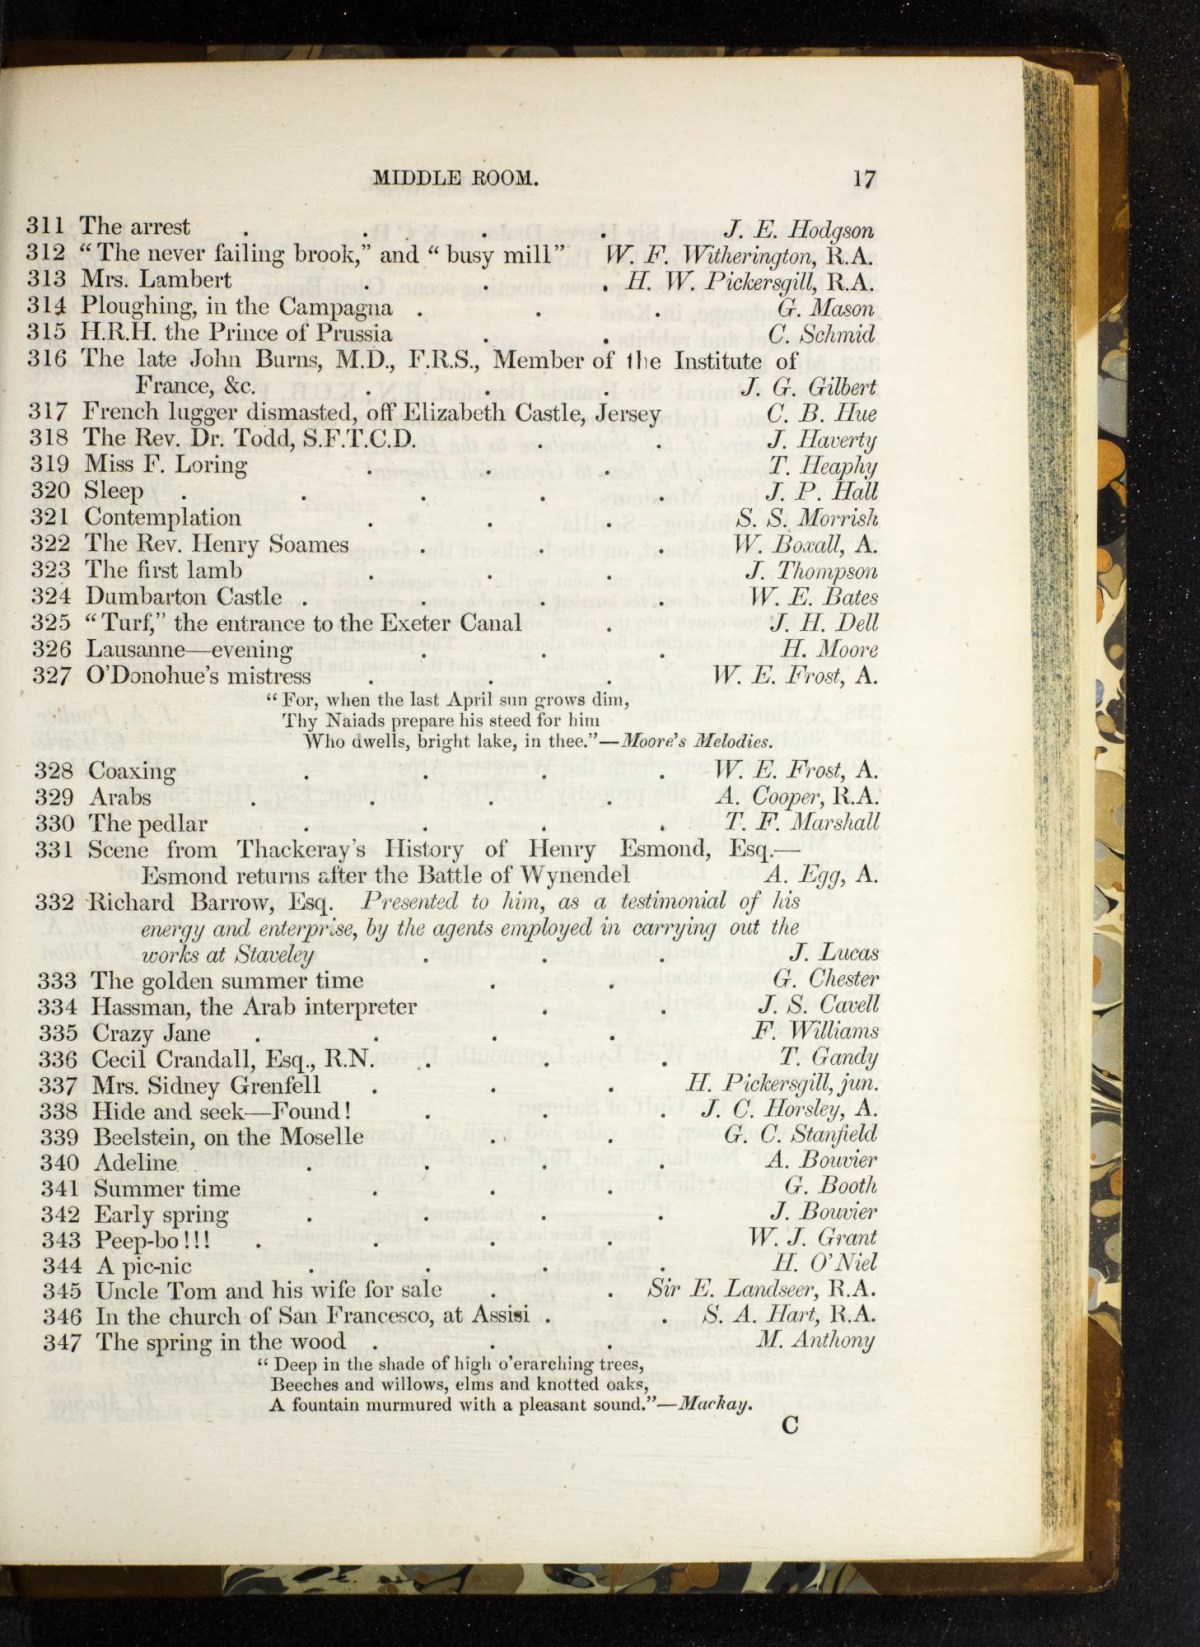 MIDDLE ROOM. 17
311 The arrest . . . . J. E. Hodgson
312 “The never failing brook,” and “busy mill” W. F. Witherington, R.A.
313 Mrs. Lambert . . . H. W. Pickersgill, R.A.
314 Ploughing, in the Campagna . . . G. Mason
315 H.R.H. the Prince of Prussia . . C. Schmid
316 The late John Burns, M.D., F.R.S., Member of the Institute of
France, &c. . . . J. G. Gilbert
317 French lugger dismasted, off Elizabeth Castle, Jersey C. B. Hue
318 The Rev. Dr. Todd, S.F.T.C.D. . . J. Haverty
319 Miss F. Loring . . . T. Heaphy
320 Sleep . . . . . J. P. Hall
321 Contemplation . . . S. S. Morrish
322 The Rev. Henry Soames . . W. Boxall, A.
323 The first lamb . . . J. Thompson
324 Dumbarton Castle . . . . W. E. Bates
325 “Turf,” the entrance to the Exeter Canal . J. H. Dell
326 Lausanne—evening . . . H. Moore
327 O'Donohue's mistress . . . W. E. Frost, A.
“For, when the last April sun grows dim,
Thy Naiads prepare his steed for him
Who dwells, bright lake, in thee.”—Moore's Melodies.
328 Coaxing . . . . W. E. Frost, A.
329 Arabs . . . . A. Cooper, R.A.
330 The pedlar . . . . T. F. Marshall
331 Scene from Thackeray's History of Henry Esmond, Esq.—
Esmond returns after the Battle of Wynendel A. Egg, A.
332 Richard Barrow, Esq. Presented to him, as a testimonial of his
energy and enterprise, by the agents employed in carrying out the
works at Staveley . . . J. Lucas
333 The golden summer time . . G. Chester
334 Hassman, the Arab interpreter . . J. S. Cavell
335 Crazy Jane . . . . F. Williams
336 Cecil Crandall, Esq., R.N. . . . T. Gandy
337 Mrs. Sidney Grenfell . . . H. Pickersgill, jun.
338 Hide and seek—Found! . . . J. C. Horsley, A.
339 Beelstein, on the Moselle . . G. C. Stanfield
340 Adeline . . . . A. Bouvier
341 Summer time . . . G. Booth
342 Early spring . . . . J. Bouvier
343 Peep-bo!!! . . . . W. J. Grant
344 A pic-nic . . . . H. O'Niel
345 Uncle Tom and his wife for sale . . Sir E. Landseer, R.A.
346 In the church of San Francesco, at Assisi . . S. A. Hart, R.A.
347 The spring in the wood . . . M. Anthony
“Deep in the shade of high o'erarching trees,
Beeches and willows, elms and knotted oaks,
A fountain murmured with a pleasant sound.”—Mackay.
C